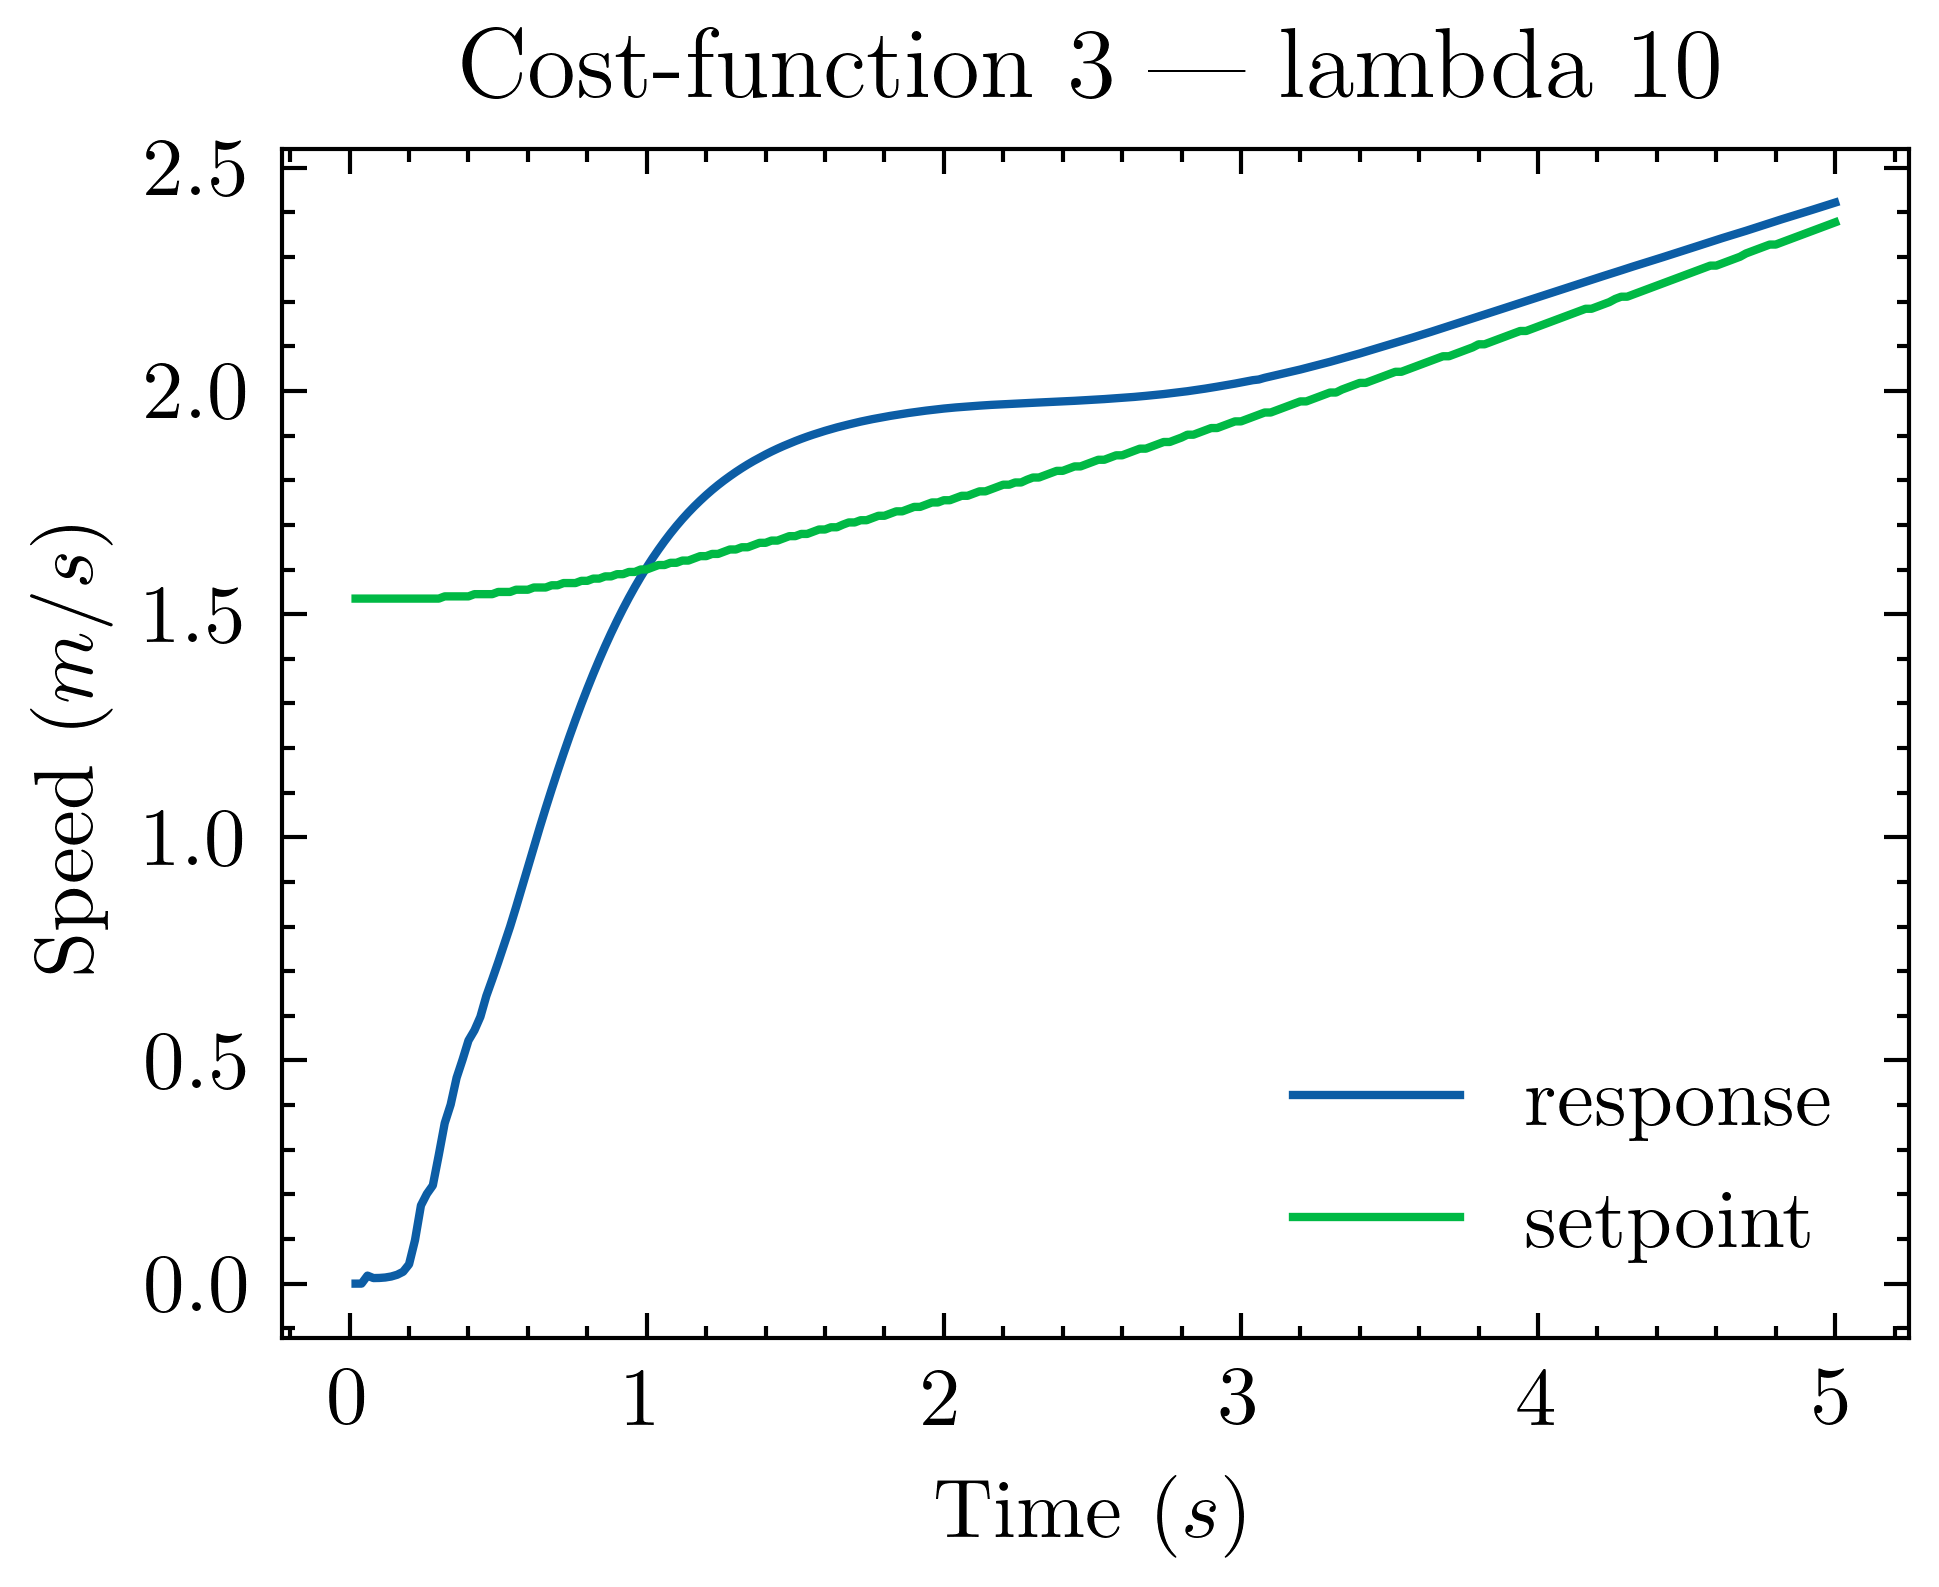 Cost-function 3 — lambda 10
2.5
2.0
1.5
1.0
0.5
0.0
Speed (m/s)
response
setpoint
0 1 2 3 4 5
Time (s)